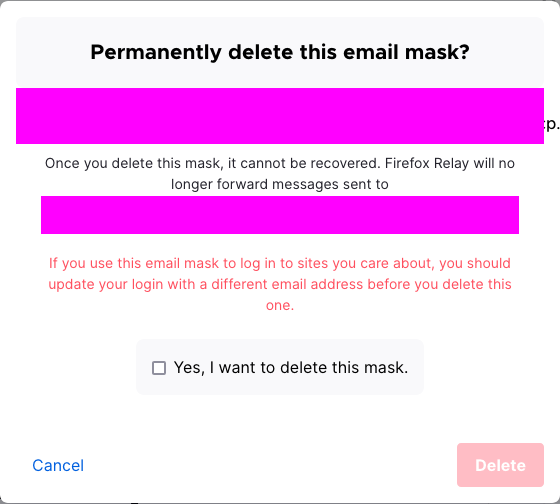 Permanently delete this email mask?
Once you delete this mask, it cannot be recovered. Firefox Relay will no
longer forward messages sent to
If you use this email mask to log in to sites you care about, you should
update your login with a different email address before you delete this
one.
Yes, I want to delete this mask.
Cancel
Delete